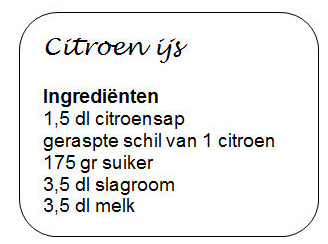 Citroen ijs
Ingrediënten
1,5 dl citroensap
geraspte schil van 1 citroen
175 gr suiker
3,5 dl slagroom
3,5 dl melk